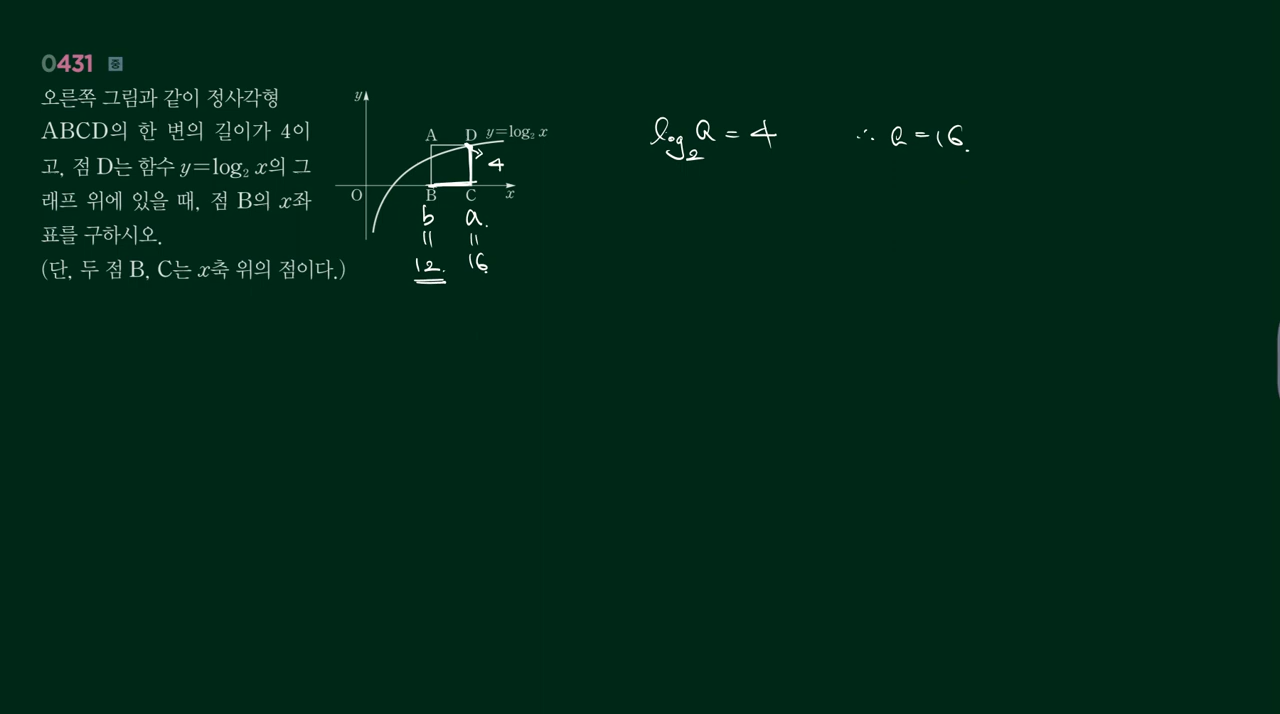 0431 중
오른쪽 그림과 같이 정사각형
ABCD의 한 변의 길이가 4이
고, 점 D는 함수 y=log₂ x의 그
래프 위에 있을 때, 점 B의 x좌
표를 구하시오.
(단, 두 점 B, C는 x축 위의 점이다.)
y
A D y=log₂ x
4
O B C x
b a.
= =
12. 16.
log₂ a = 4 ∴ a = 16.